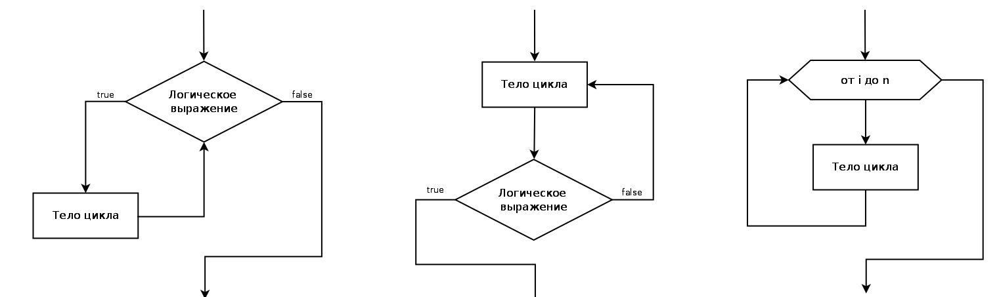 true
Логическое
выражение
false
Тело цикла
Тело цикла
true
Логическое
выражение
false
от i до n
Тело цикла